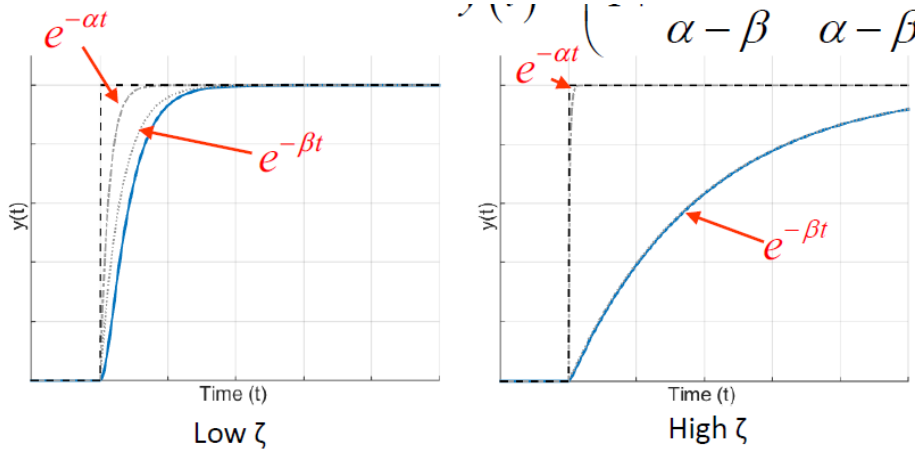 α − β α − β
e^{-αt}
e^{-βt}
y(t)
Time (t)
Low ζ
e^{-αt}
e^{-βt}
y(t)
Time (t)
High ζ